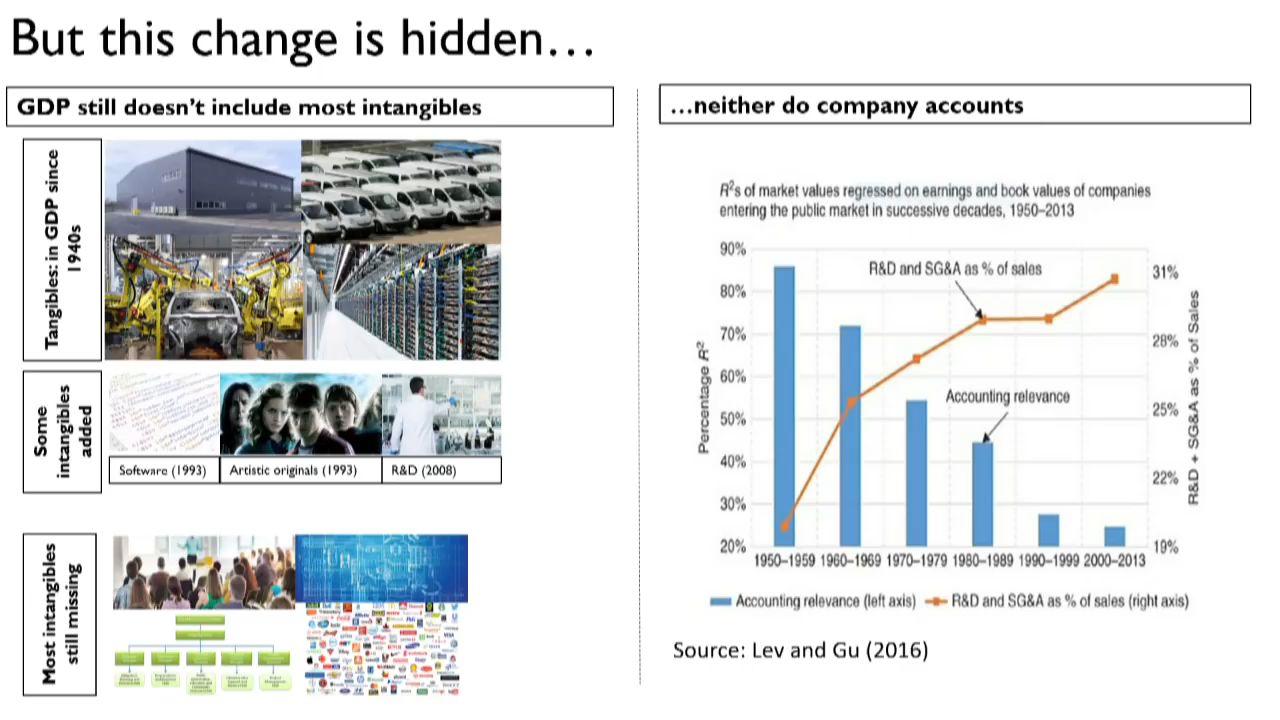 But this change is hidden...
GDP still doesn't include most intangibles
Tangibles: in GDP since
1940s
Some
intangibles
added
Software (1993)
Artistic originals (1993)
R&D (2008)
Most intangibles
still missing
...neither do company accounts
R²s of market values regressed on earnings and book values of companies
entering the public market in successive decades, 1950–2013
Percentage R²
90%
80%
70%
60%
50%
40%
30%
20%
R&D and SG&A as % of sales
Accounting relevance
31%
28%
25%
22%
19%
R&D + SG&A as % of Sales
1950–1959 1960–1969 1970–1979 1980–1989 1990–1999 2000–2013
Accounting relevance (left axis) R&D and SG&A as % of sales (right axis)
Source: Lev and Gu (2016)